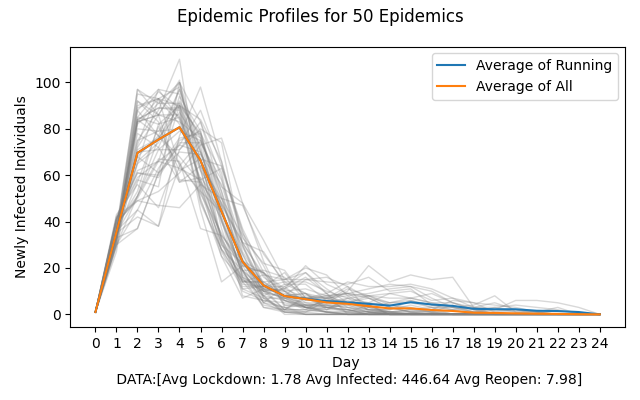 Epidemic Profiles for 50 Epidemics
Average of Running
Average of All
Newly Infected Individuals
100
80
60
40
20
0
0 1 2 3 4 5 6 7 8 9 10 11 12 13 14 15 16 17 18 19 20 21 22 23 24
Day
DATA:[Avg Lockdown: 1.78 Avg Infected: 446.64 Avg Reopen: 7.98]